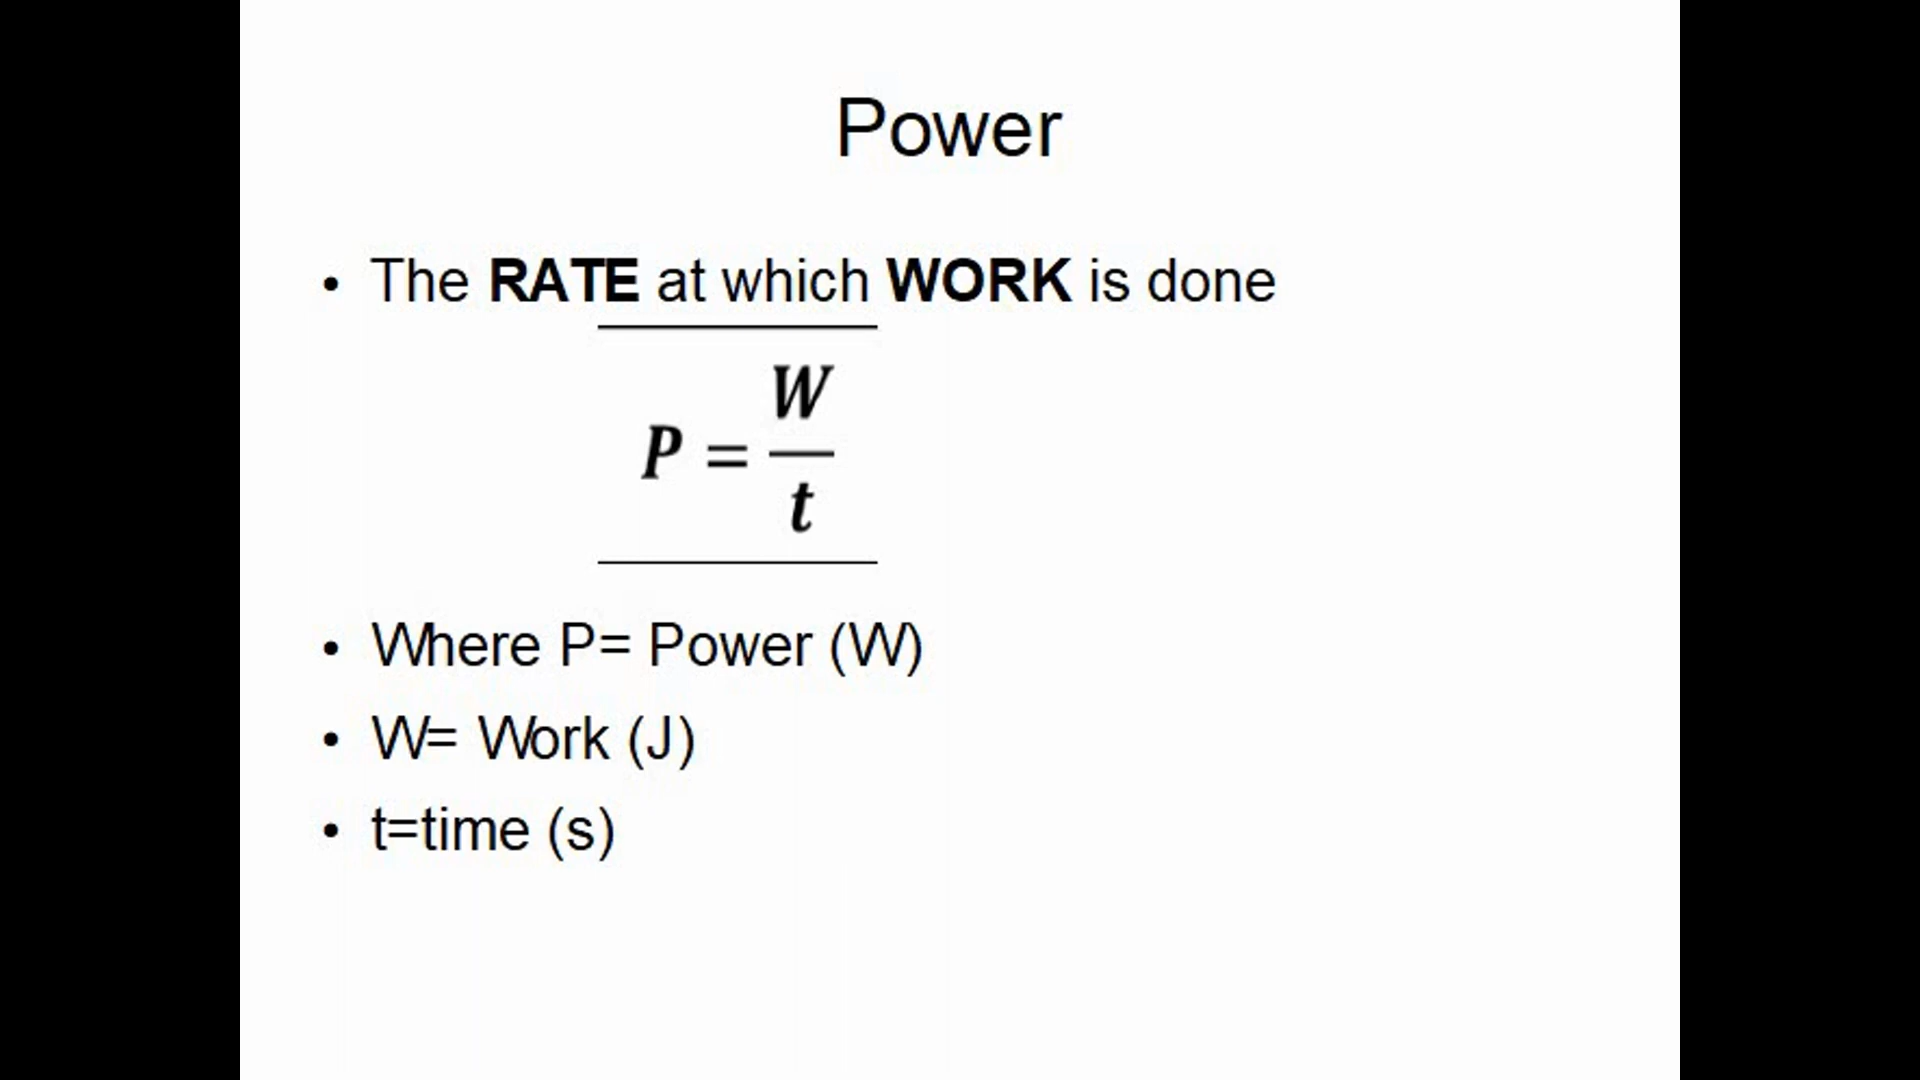 Power
• The RATE at which WORK is done
P = W/t
• Where P= Power (W)
• W= Work (J)
• t=time (s)